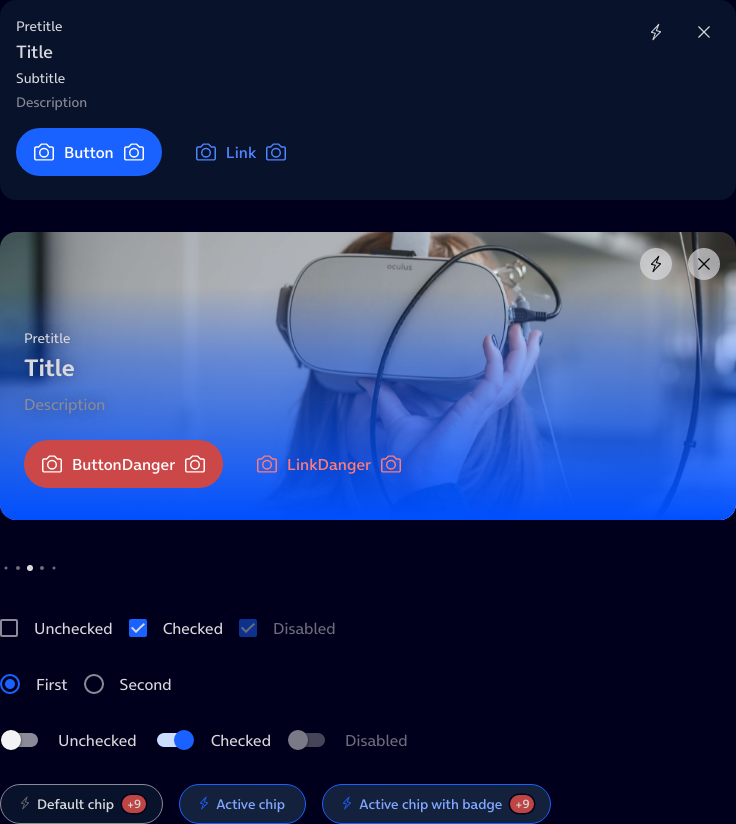 Pretitle
Title
Subtitle
Description
Button
Link
oculus
Pretitle
Title
Description
ButtonDanger
LinkDanger
Unchecked
Checked
Disabled
First
Second
Unchecked
Checked
Disabled
Default chip +9
Active chip
Active chip with badge +9